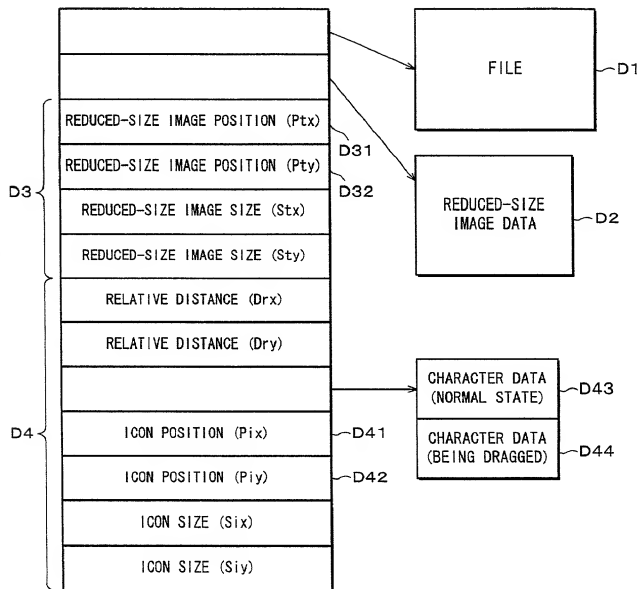 FILE
D1
REDUCED-SIZE IMAGE POSITION (Ptx)
D31
REDUCED-SIZE IMAGE POSITION (Pty)
D32
D3
REDUCED-SIZE IMAGE SIZE (Stx)
REDUCED-SIZE IMAGE SIZE (Sty)
REDUCED-SIZE
IMAGE DATA
D2
RELATIVE DISTANCE (Drx)
RELATIVE DISTANCE (Dry)
CHARACTER DATA
(NORMAL STATE)
D43
D4
ICON POSITION (Pix)
D41
CHARACTER DATA
(BEING DRAGGED)
D44
ICON POSITION (Piy)
D42
ICON SIZE (Six)
ICON SIZE (Siy)